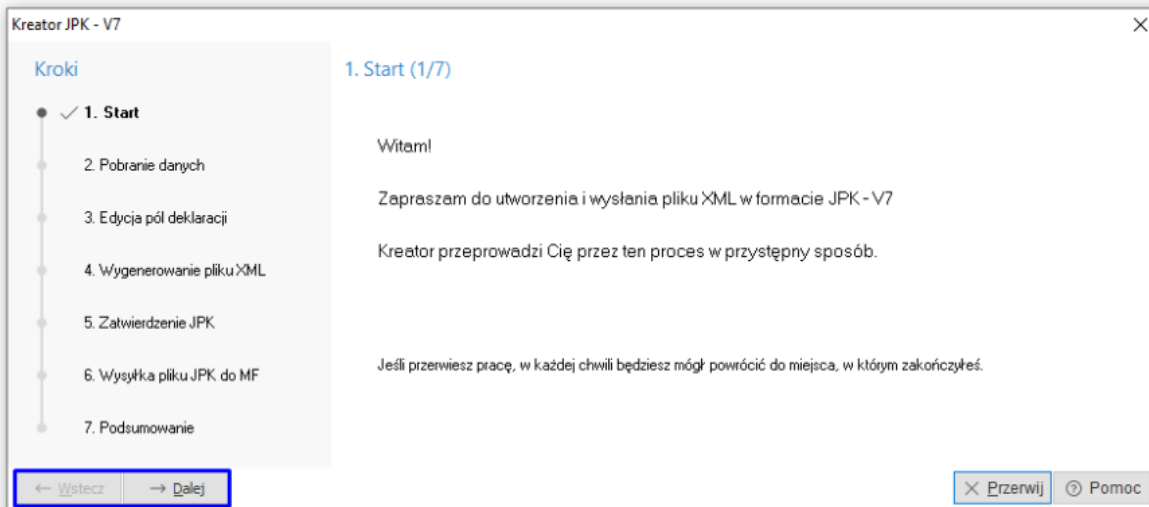 Kreator JPK - V7
Kroki
1. Start
2. Pobranie danych
3. Edycja pól deklaracji
4. Wygenerowanie pliku XML
5. Zatwierdzenie JPK
6. Wysyłka pliku JPK do MF
7. Podsumowanie
1. Start (1/7)
Witam!
Zapraszam do utworzenia i wysłania pliku XML w formacie JPK - V7
Kreator przeprowadzi Cię przez ten proces w przystępny sposób.
Jeśli przerwiesz pracę, w każdej chwili będziesz mógł powrócić do miejsca, w którym zakończyłeś.
Wstecz
Dalej
Przerwij
Pomoc